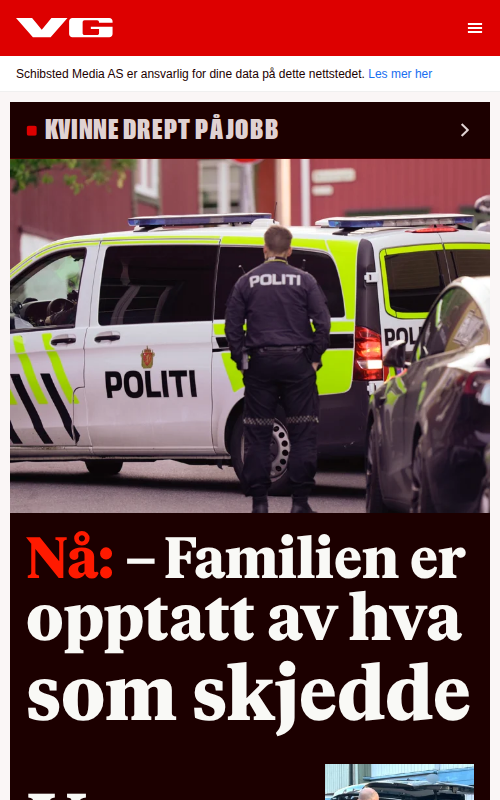 VG
Schibsted Media AS er ansvarlig for dine data på dette nettstedet. Les mer her
KVINNE DREPT PÅ JOBB
POLITI
POLITI
Nå: – Familien er
opptatt av hva
som skjedde